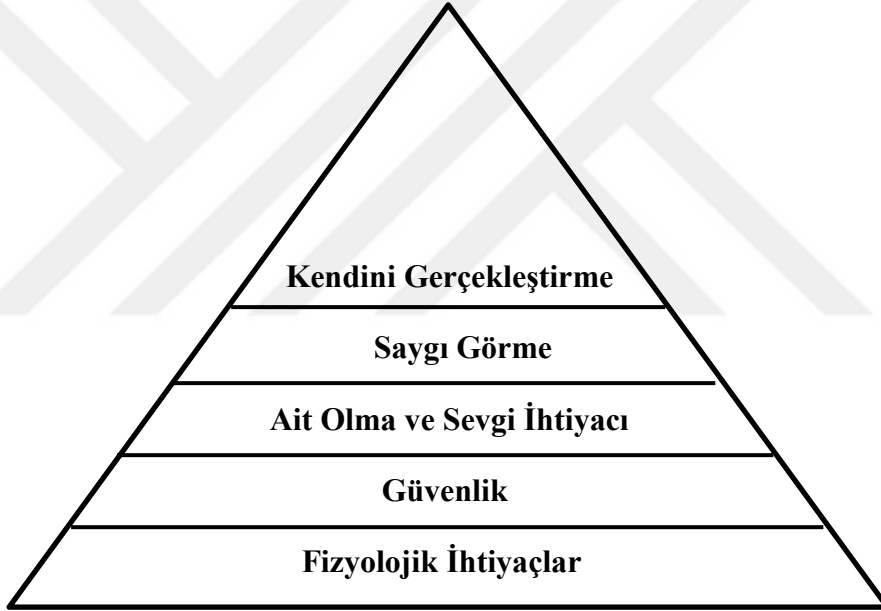 Kendini Gerçekleştirme
Saygı Görme
Ait Olma ve Sevgi İhtiyacı
Güvenlik
Fizyolojik İhtiyaçlar